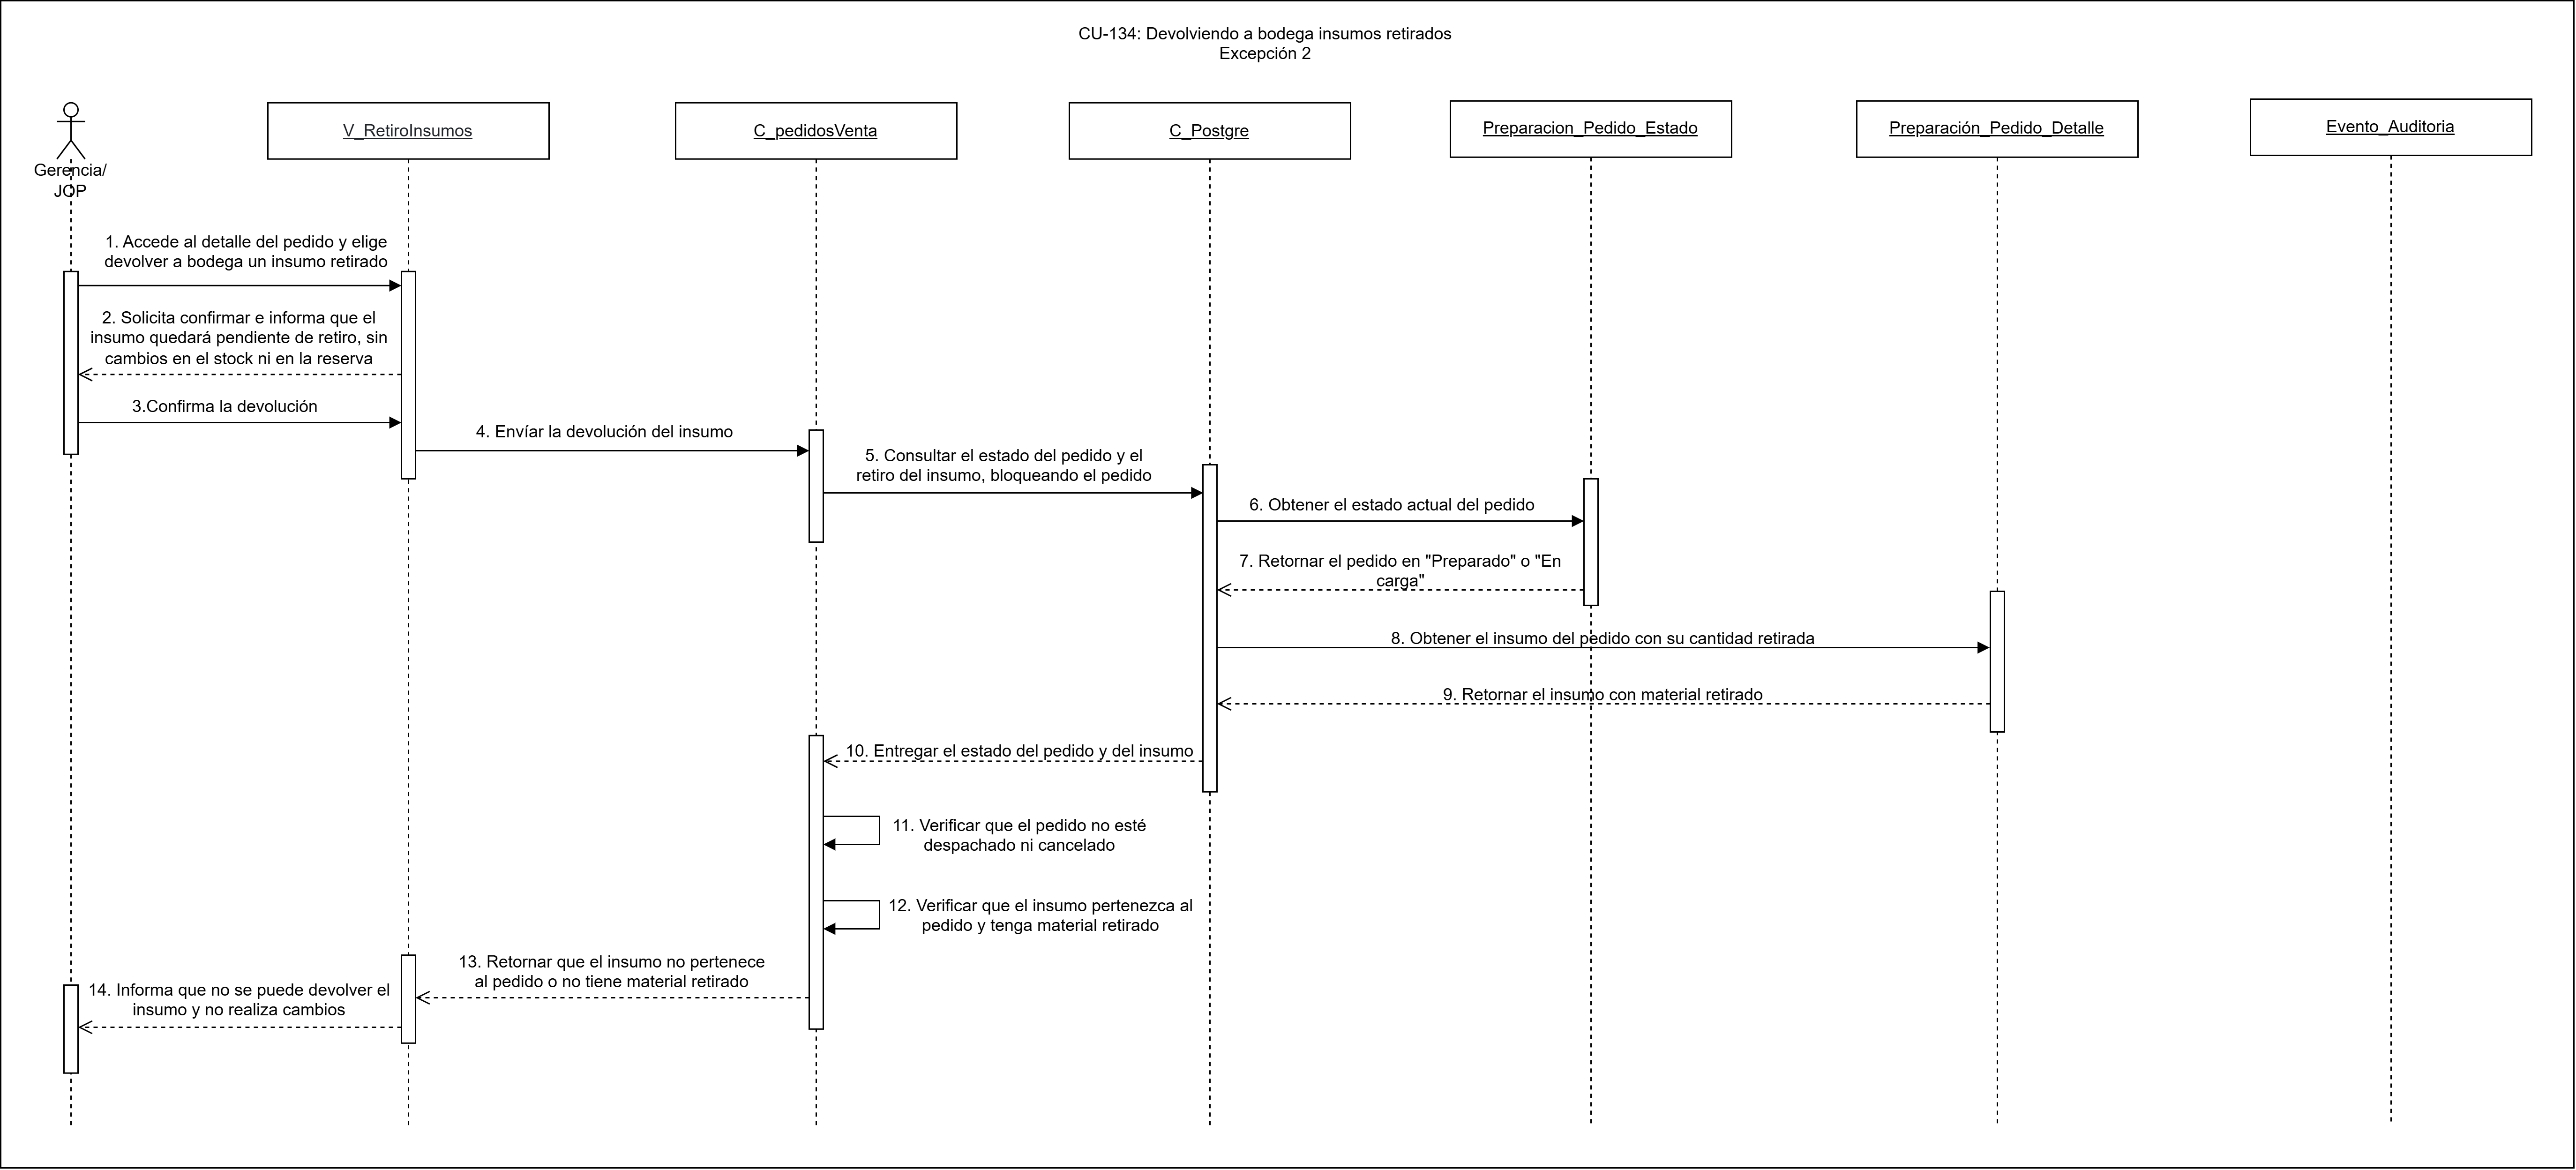 CU-134: Devolviendo a bodega insumos retirados
Excepción 2
Gerencia/
JOP
V_RetiroInsumos
C_pedidosVenta
C_Postgre
Preparacion_Pedido_Estado
Preparación_Pedido_Detalle
Evento_Auditoria
1. Accede al detalle del pedido y elige
devolver a bodega un insumo retirado
2. Solicita confirmar e informa que el
insumo quedará pendiente de retiro, sin
cambios en el stock ni en la reserva
3.Confirma la devolución
4. Envíar la devolución del insumo
5. Consultar el estado del pedido y el
retiro del insumo, bloqueando el pedido
6. Obtener el estado actual del pedido
7. Retornar el pedido en "Preparado" o "En
carga"
8. Obtener el insumo del pedido con su cantidad retirada
9. Retornar el insumo con material retirado
10. Entregar el estado del pedido y del insumo
11. Verificar que el pedido no esté
despachado ni cancelado
12. Verificar que el insumo pertenezca al
pedido y tenga material retirado
13. Retornar que el insumo no pertenece
al pedido o no tiene material retirado
14. Informa que no se puede devolver el
insumo y no realiza cambios